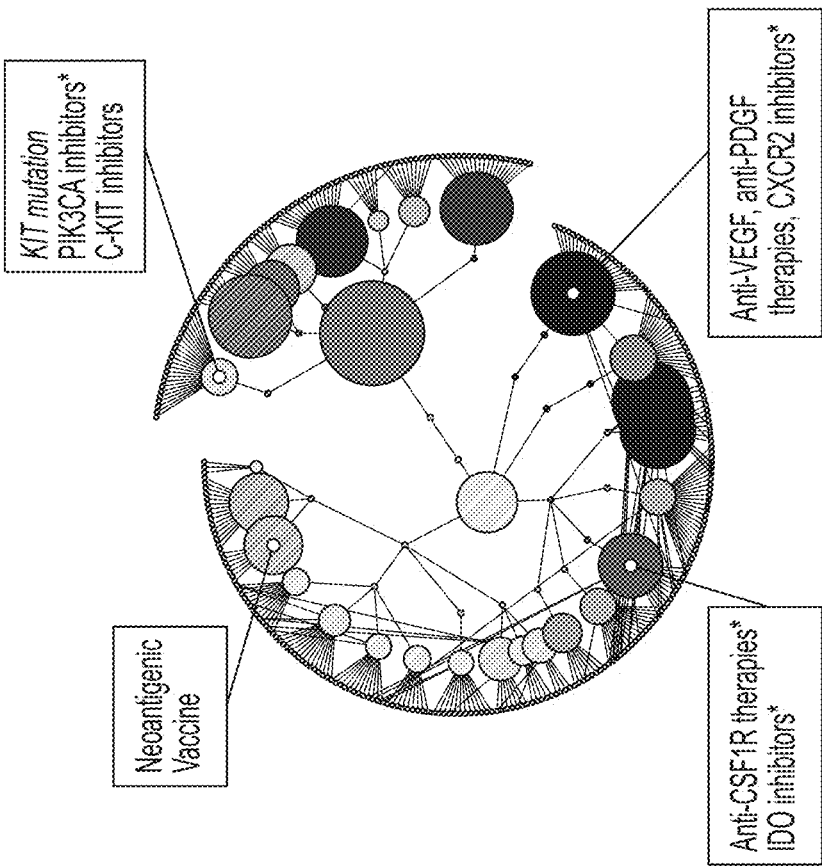 KIT mutation
PIK3CA inhibitors*
C-KIT inhibitors
Anti-VEGF, anti-PDGF
therapies, CXCR2 inhibitors*
Neoantigenic
Vaccine
Anti-CSF1R therapies*
IDO inhibitors*